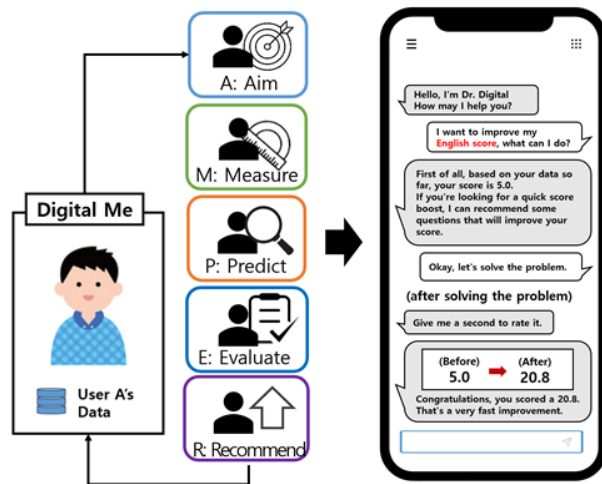 Digital Me
User A's
Data
A: Aim
M: Measure
P: Predict
E: Evaluate
R: Recommend
Hello, I'm Dr. Digital
How may I help you?
I want to improve my
English score, what can I do?
First of all, based on your data so
far, your score is 5.0.
If you're looking for a quick score
boost, I can recommend some
questions that will improve your
score.
Okay, let's solve the problem.
(after solving the problem)
Give me a second to rate it.
(Before) (After)
5.0 20.8
Congratulations, you scored a 20.8.
That's a very fast improvement.